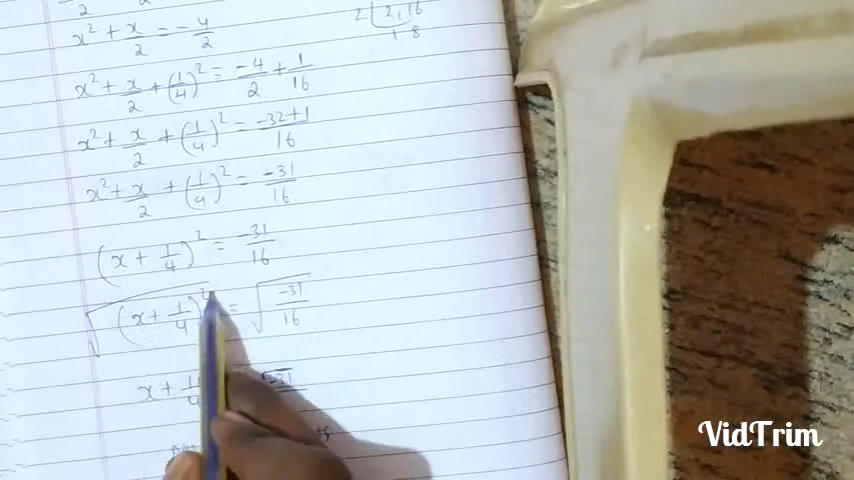 x² + x/2 = -4/2
x² + x/2 + (1/4)² = -4/2 + 1/16
x² + x/2 + (1/4)² = -32+1/16
x² + x/2 + (1/4)² = -31/16
(x + 1/4)² = -31/16
√(x + 1/4)² = √-31/16
x + 1/4
2 | 2, 16
1 8
VidTrim